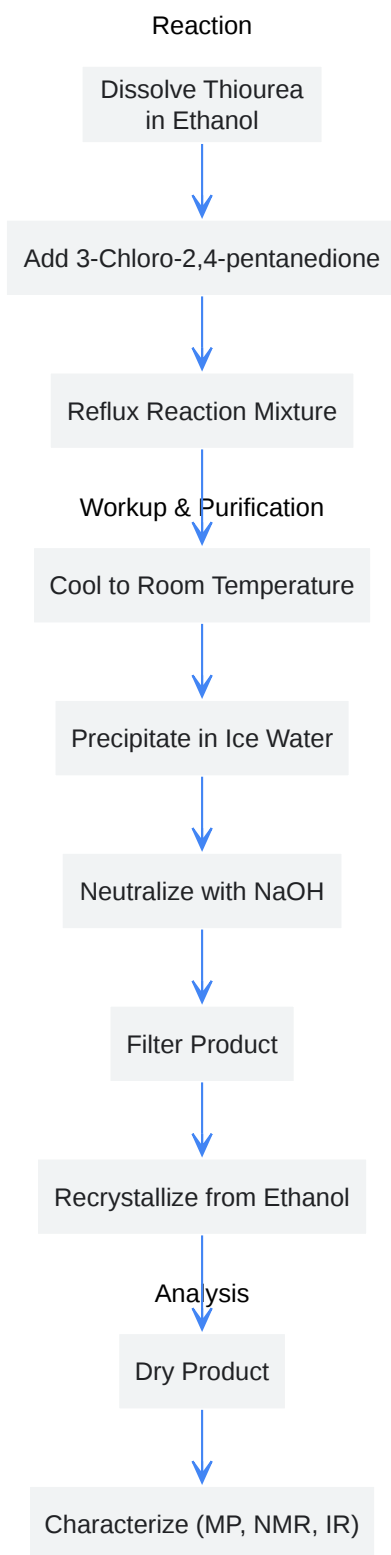 Reaction
Dissolve Thiourea
in Ethanol
Add 3-Chloro-2,4-pentanedione
Reflux Reaction Mixture
Workup & Purification
Cool to Room Temperature
Precipitate in Ice Water
Neutralize with NaOH
Filter Product
Recrystallize from Ethanol
Analysis
Dry Product
Characterize (MP, NMR, IR)